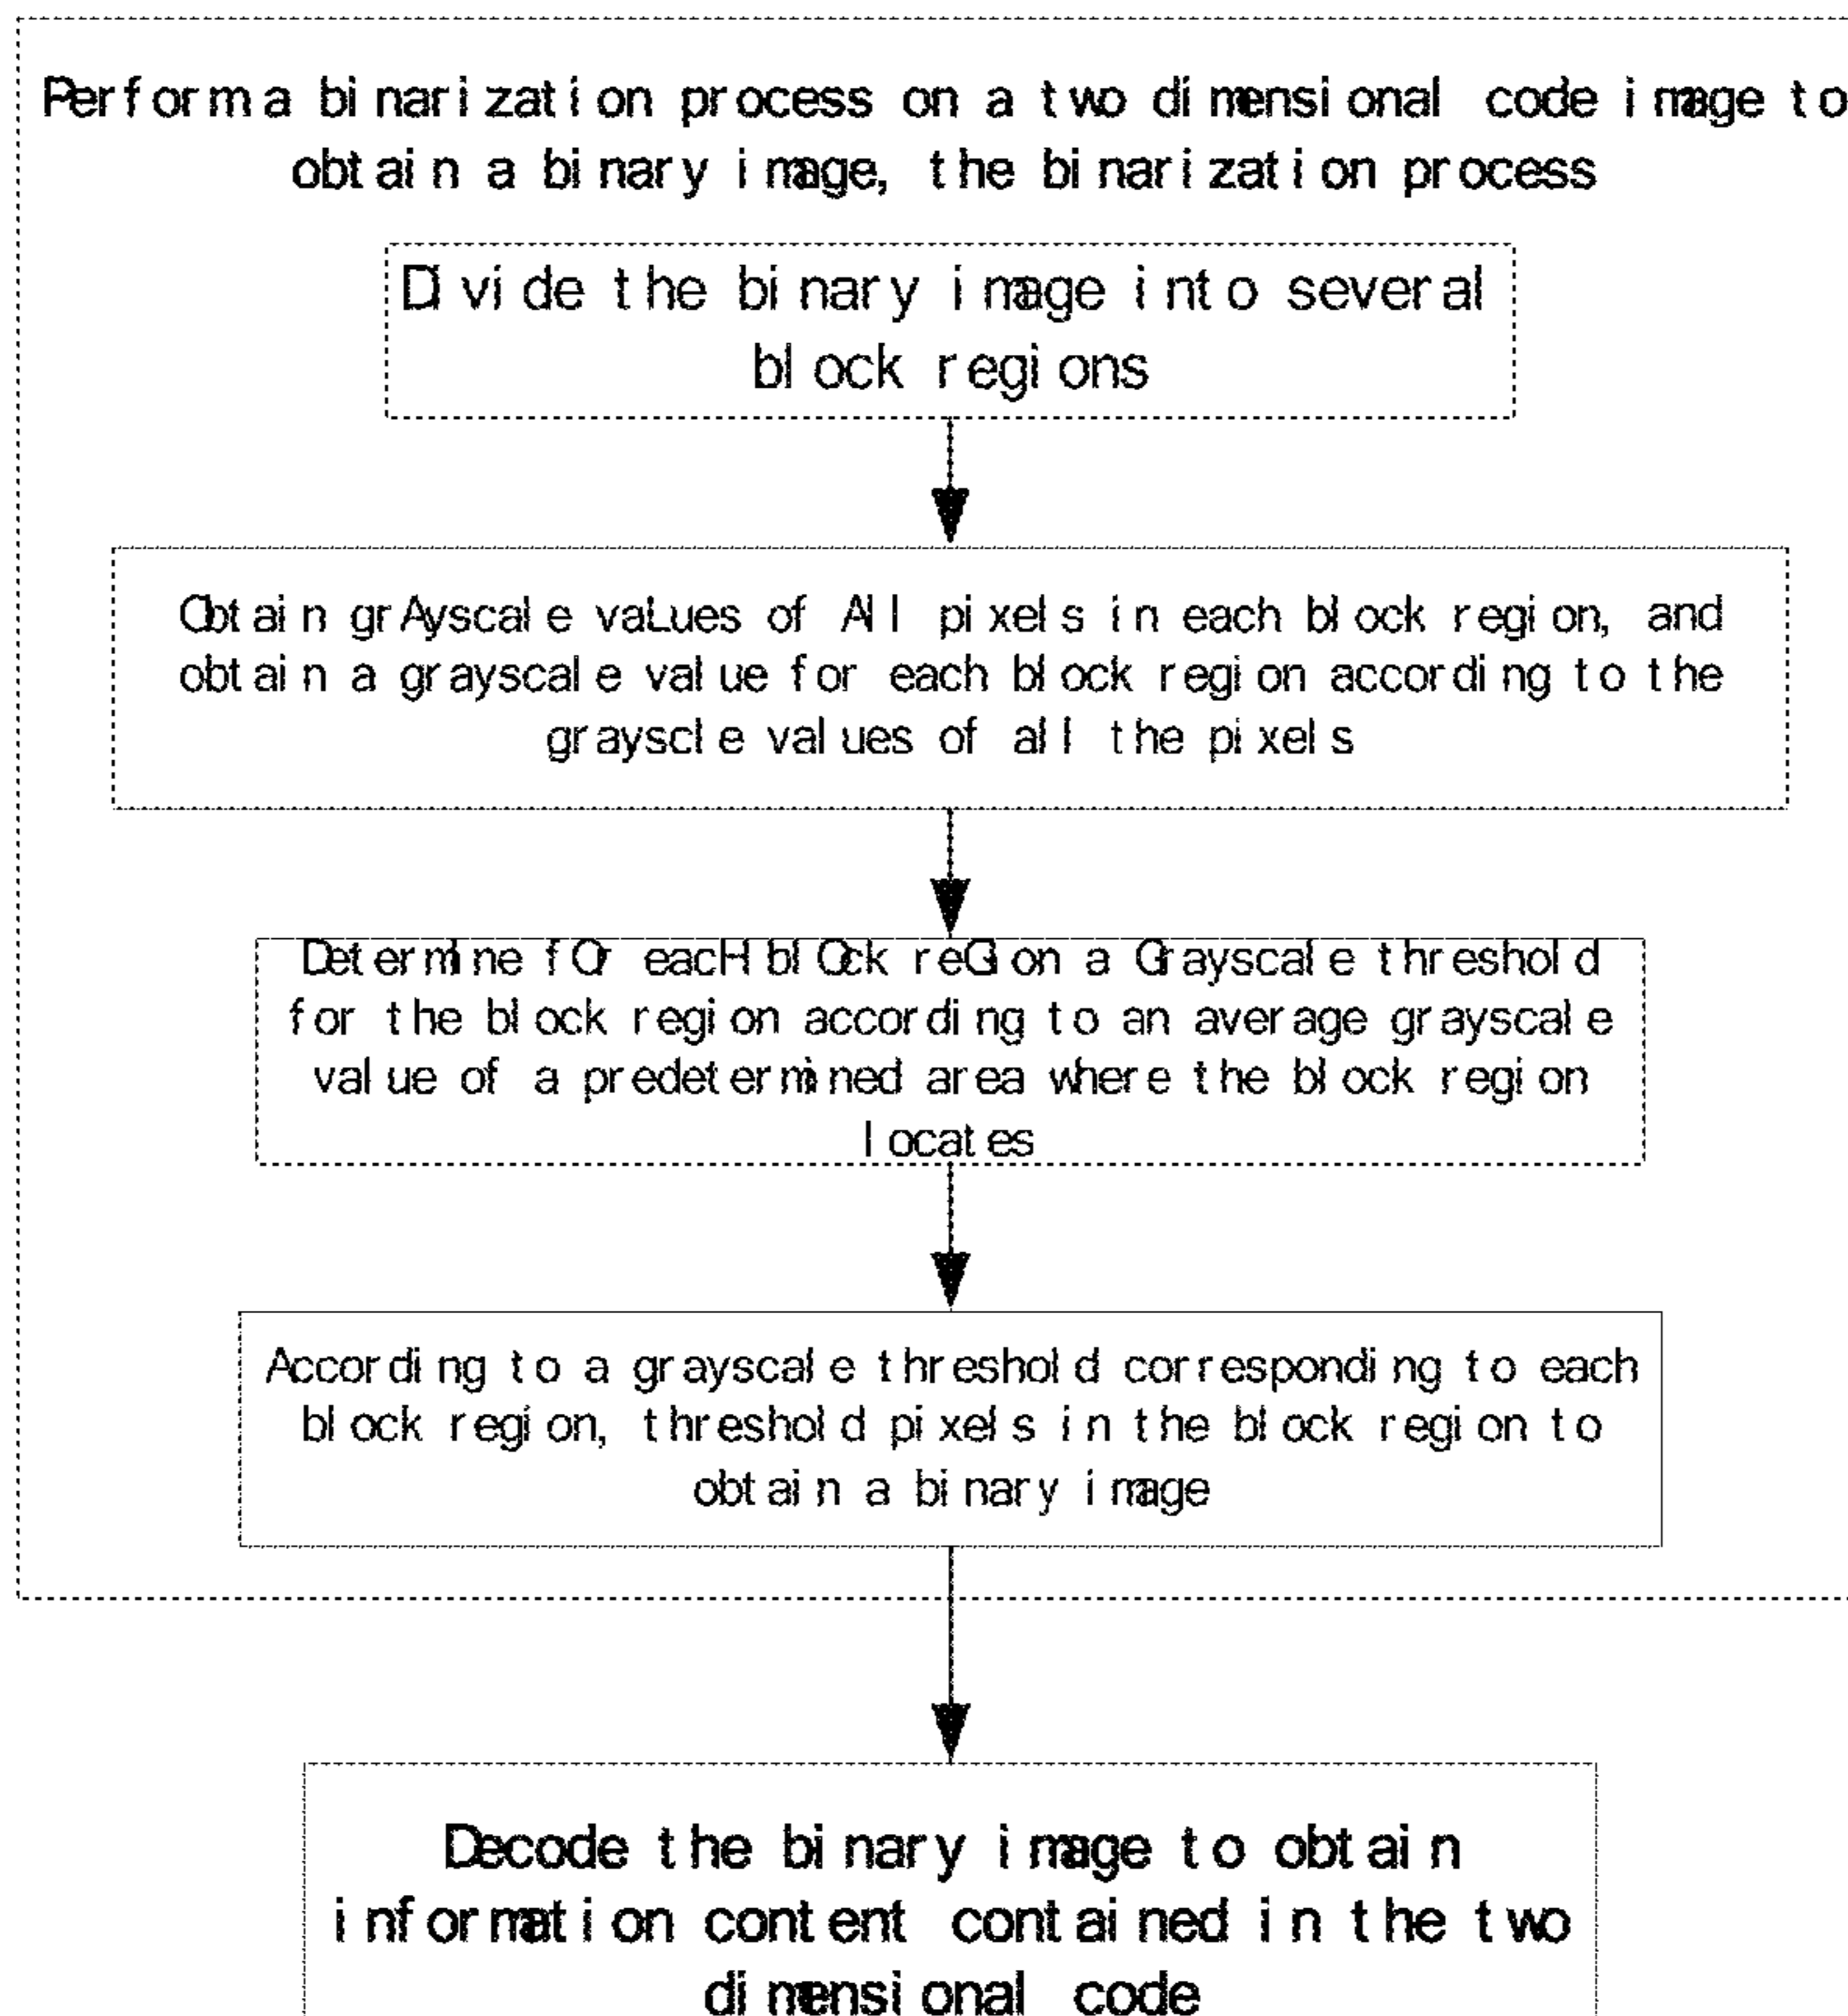 Perform a binarization process on a two dimensional code image to
obtain a binary image, the binarization process
Divide the binary image into several
block regions
Obtain grAyscale vaLues of All pixels in each block region, and
obtain a grayscale value for each block region according to the
grayscle values of all the pixels
Determine fOr eacH blOck reGion a Grayscale threshold
for the block region according to an average grayscale
value of a predetermined area where the block region
locates
According to a grayscale threshold corresponding to each
block region, threshold pixels in the block region to
obtain a binary image
Decode the binary image to obtain
information content contained in the two
dimensional code